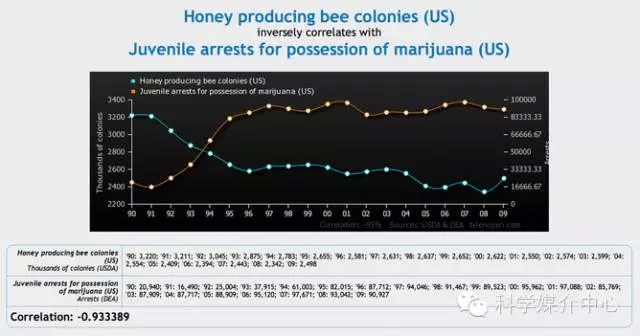 Honey producing bee colonies (US)
inversely correlates with
Juvenile arrests for possession of marijuana (US)
Honey producing bee colonies (US)
Juvenile arrests for possession of marijuana (US)
3400
3200
3000
2800
2600
2400
2200
Thousands of colonies
100000
83333.33
66666.67
50000
33333.33
16666.67
0
Arrests
90 91 92 93 94 95 96 97 98 99 00 01 02 03 04 05 06 07 08 09
Correlation: -93% Sources: USDA & DEA tylervigen.com
Honey producing bee colonies
(US)
Thousands of colonies (USDA)
'90: 3,220; '91: 3,211; '92: 3,045; '93: 2,875; '94: 2,783; '95: 2,655; '96: 2,581; '97: 2,631; '98: 2,637; '99: 2,652; '00: 2,622; '01: 2,550; '02: 2,574; '03: 2,599; '04:
2,554; '05: 2,409; '06: 2,394; '07: 2,443; '08: 2,342; '09: 2,498
Juvenile arrests for possession
of marijuana (US)
Arrests (DEA)
'90: 20,940; '91: 16,490; '92: 25,004; '93: 37,915; '94: 61,003; '95: 82,015; '96: 87,712; '97: 94,046; '98: 91,467; '99: 89,523; '00: 95,962; '01: 97,088; '02: 85,769;
'03: 87,909; '04: 87,717; '05: 88,909; '06: 95,120; '07: 97,671; '08: 93,042; '09: 90,927
Correlation: -0.933389
科学媒介中心